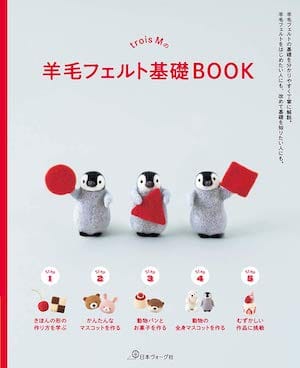 trois Mの
羊毛フェルト基礎BOOK
羊毛フェルトの基礎を分かりやすく丁寧に解説。
羊毛フェルトをはじめたい人にも、改めて基礎を知りたい人にも。
STEP 1
きほんの形の
作り方を学ぶ
STEP 2
かんたんな
マスコットを作る
STEP 3
動物パンと
お菓子を作る
STEP 4
動物の
全身マスコットを作る
STEP 5
むずかしい
作品に挑戦
日本ヴォーグ社